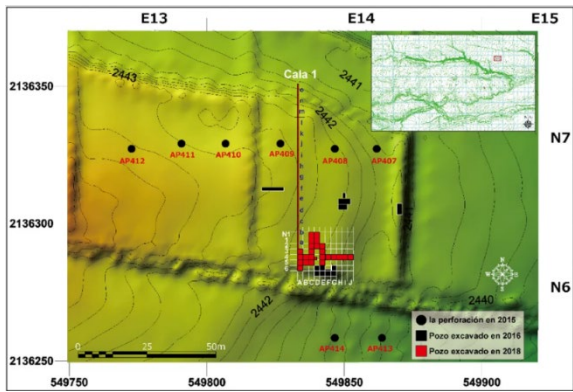 E13 E14 E15
2136350
2443
Cala 1
2441
2442
N7
AP412 AP411 AP410 AP409 AP408 AP407
2136300
N1
N6
ABCDEFGHIJ
2442
2440
la perforación en 2016
Pozo excavado en 2016
Pozo excavado en 2018
AP414 AP413
0 50m
2136250
549750 549800 549850 549900